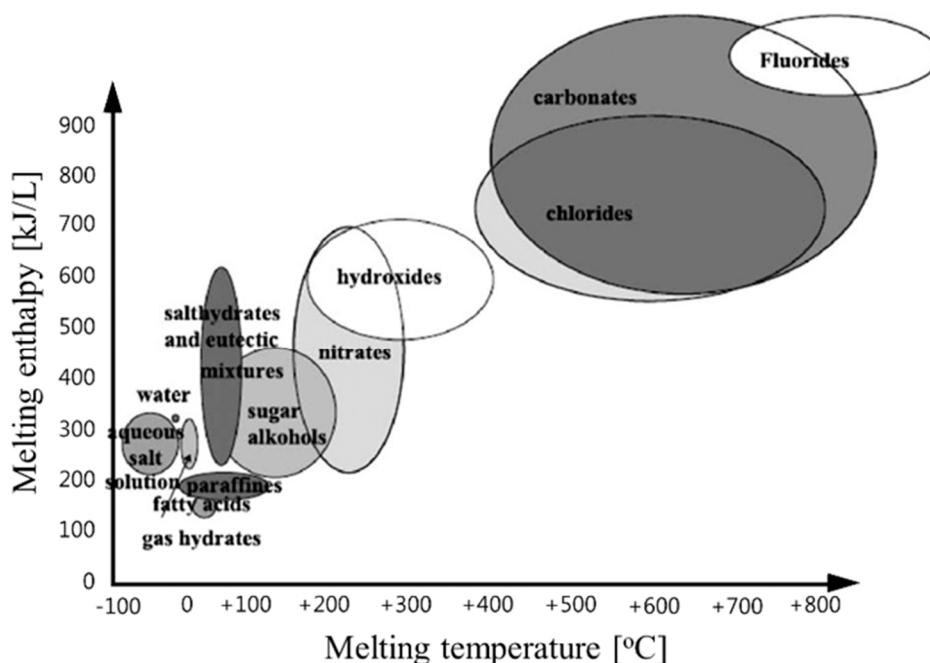 Fluorides
carbonates
900
800
chlorides
700
hydroxides
600
salthydrates
and eutectic
500
nitrates
mixtures
400
water
sugar
alkohols
300
aqueous
salt
solution
paraffines
200
fatty acids
gas hydrates
100
0
-100 0 +100 +200 +300 +400 +500 +600 +700 +800
Melting enthalpy [kJ/L]
Melting temperature [°C]